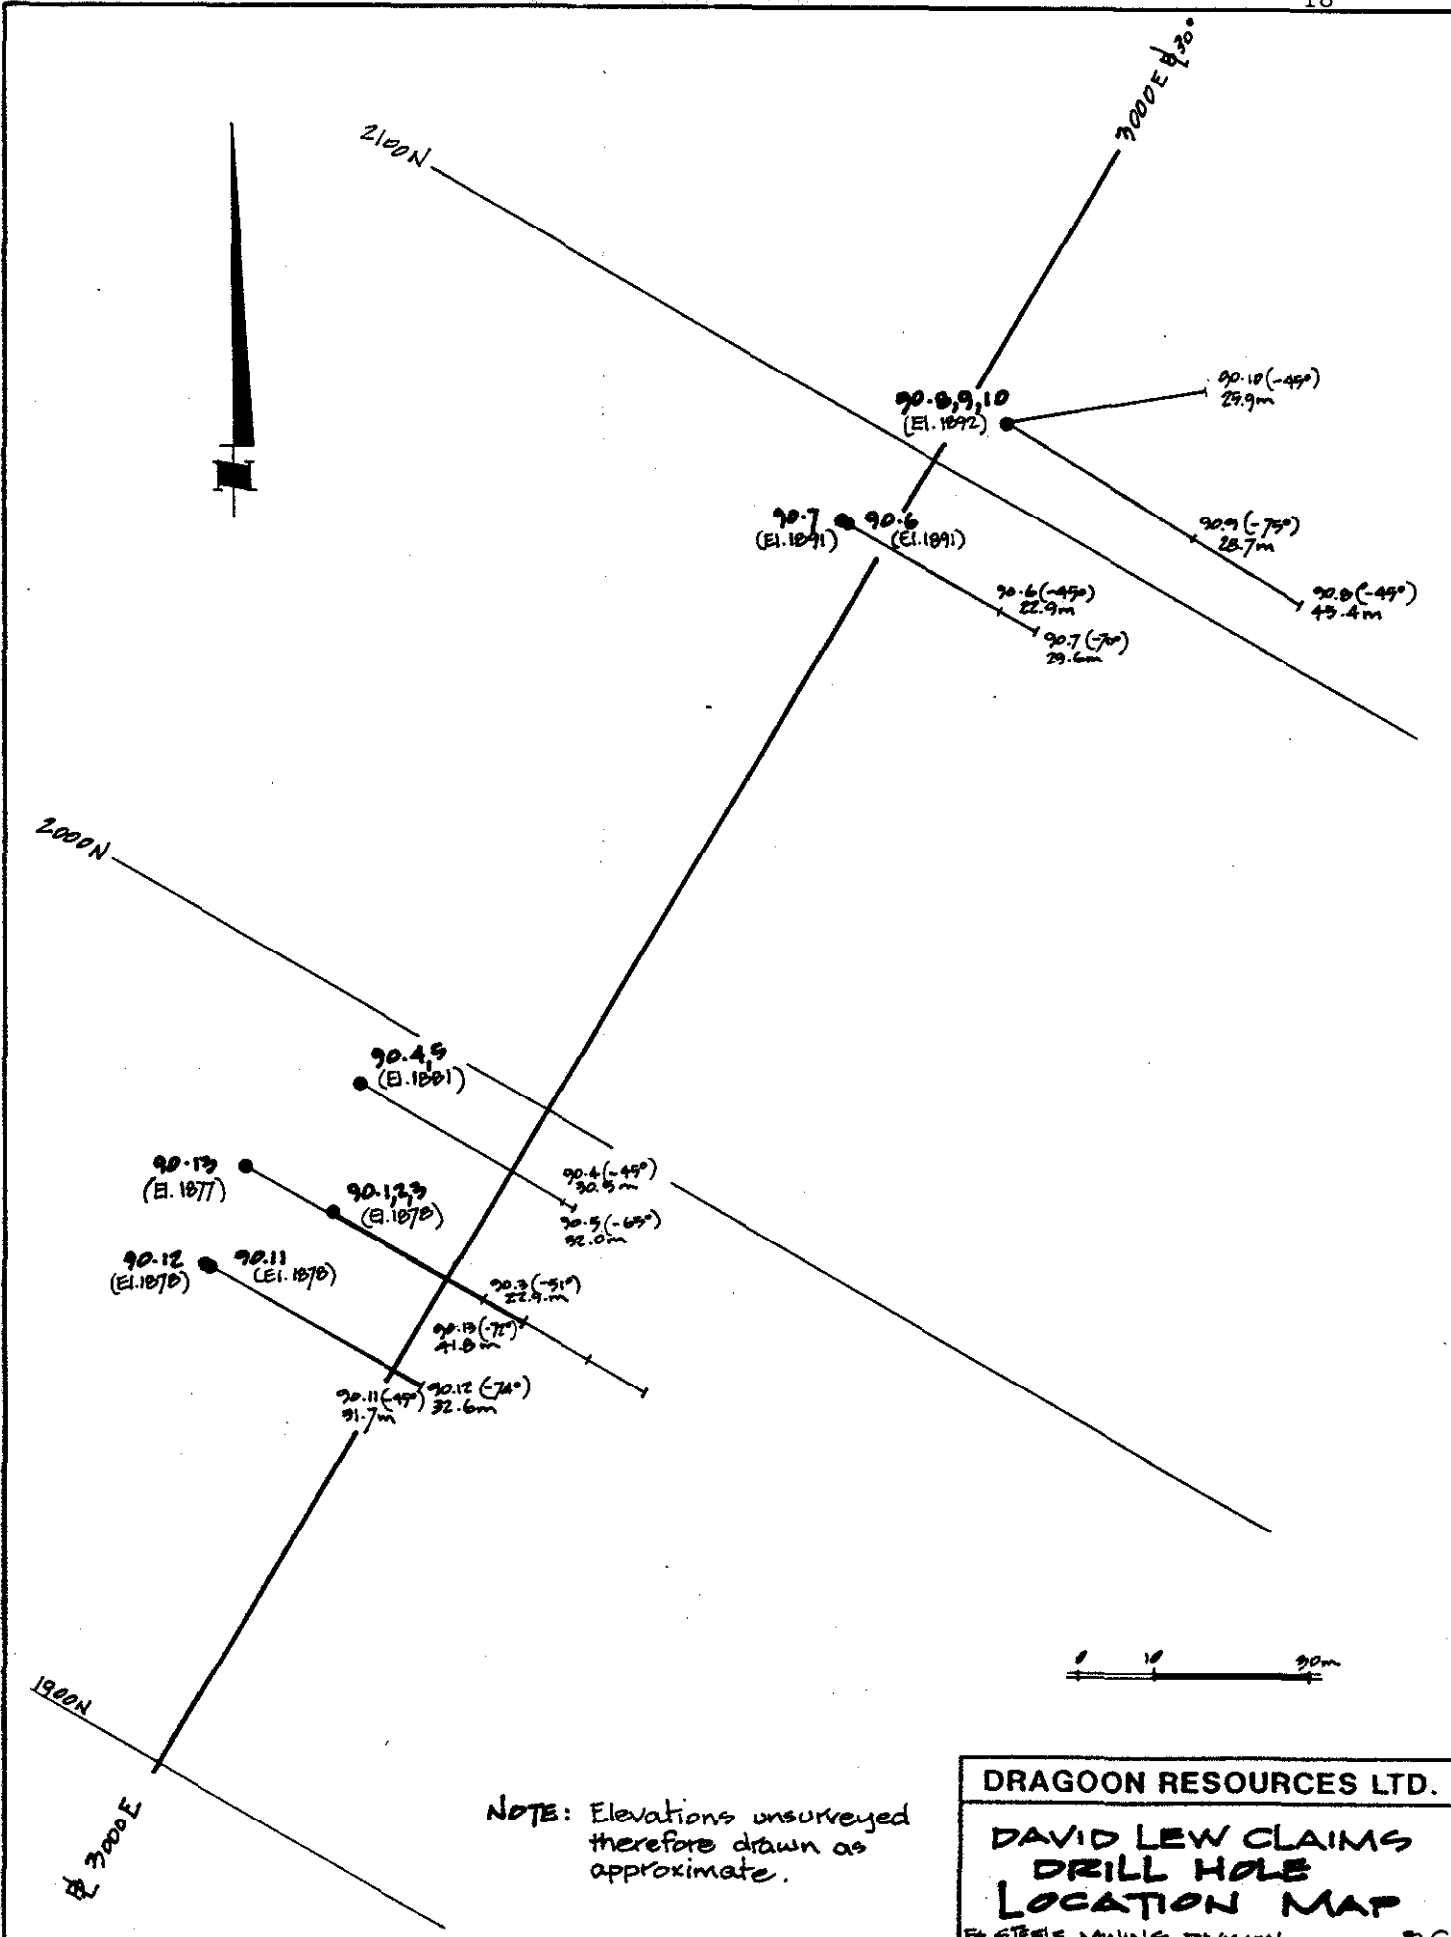 18
3000E BL 30°
2100N
90·10 (-45°)
90·8,9,10
(El. 1892)
90·7
(El.1891)
90·6
(El.1891)
90.9 (-75°)
28.7m
90·6 (-45°)
22.9m
90.8 (-45°)
45.4m
90.7 (-70°)
29.6m
2000N
90·4,5
(El.1881)
90·13
(El. 1877)
90·1,2,3
(El.1878)
90.4 (-45°)
30.5m
90.5 (-65°)
32.0m
90·12
(El.1878)
90.11
(El.1878)
90.3 (-51°)
22.9m
90.13 (-72°)
41.8m
90.11 (-45°)
31.7m
90.12 (-74°)
32.6m
1900N
0 10 30m
BL 3000E
NOTE: Elevations unsurveyed
therefore drawn as
approximate.
DRAGOON RESOURCES LTD.
DAVID LEW CLAIMS
DRILL HOLE
LOCATION MAP